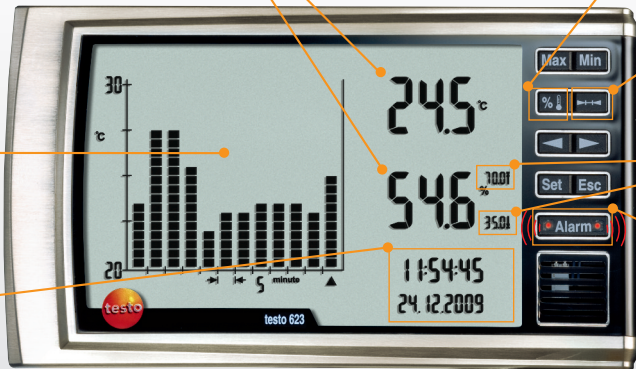 30
°C
20
5 minute
testo
testo 623
24.5 °C
54.6 %
70.0↑
35.0↓
11:54:45
24.12.2009
Max Min
%
Set Esc
Alarm